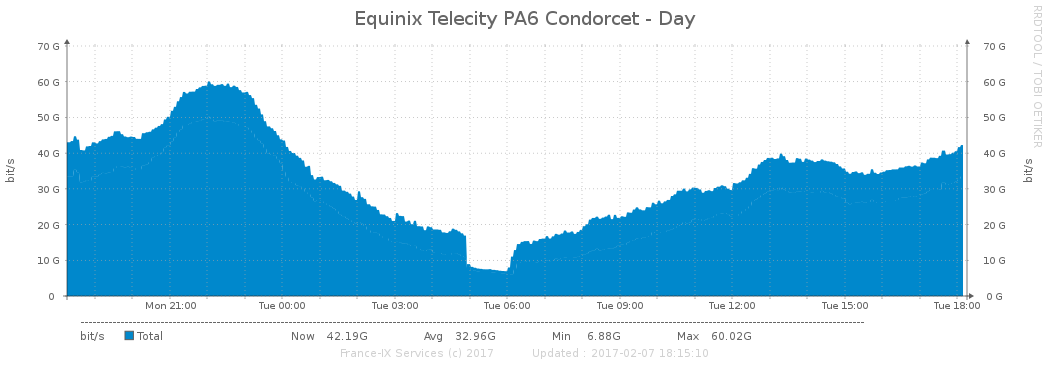 Equinix Telecity PA6 Condorcet - Day
RRDTOOL / TOBI OETIKER
bit/s
70 G 70 G
60 G 60 G
50 G 50 G
40 G 40 G
30 G 30 G
20 G 20 G
10 G 10 G
0 0 G
bit/s
Mon 21:00 Tue 00:00 Tue 03:00 Tue 06:00 Tue 09:00 Tue 12:00 Tue 15:00 Tue 18:00
bit/s Total Now 42.19G Avg 32.96G Min 6.88G Max 60.02G
France-IX Services (c) 2017 Updated : 2017-02-07 18:15:10